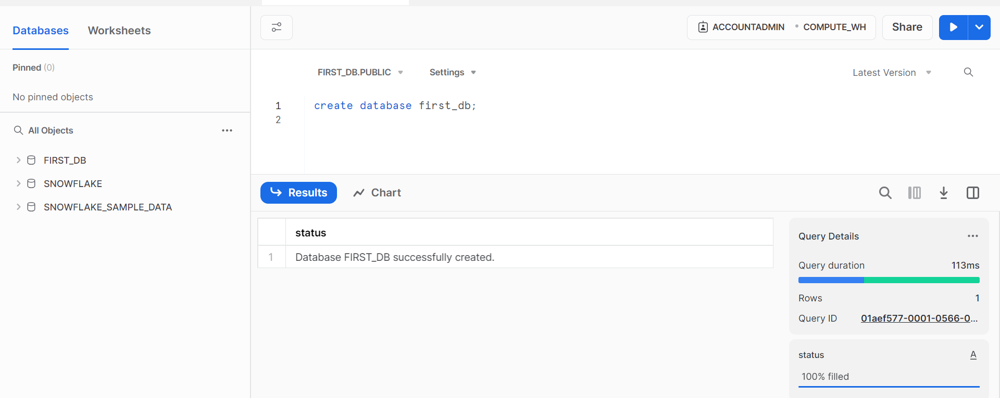 Databases Worksheets
ACCOUNTADMIN • COMPUTE_WH Share
Pinned (0)
No pinned objects
All Objects
FIRST_DB
SNOWFLAKE
SNOWFLAKE_SAMPLE_DATA
FIRST_DB.PUBLIC Settings Latest Version
1 create database first_db;
2
Results Chart
status
1 Database FIRST_DB successfully created.
Query Details
Query duration 113ms
Rows 1
Query ID 01aef577-0001-0566-0...
status A
100% filled